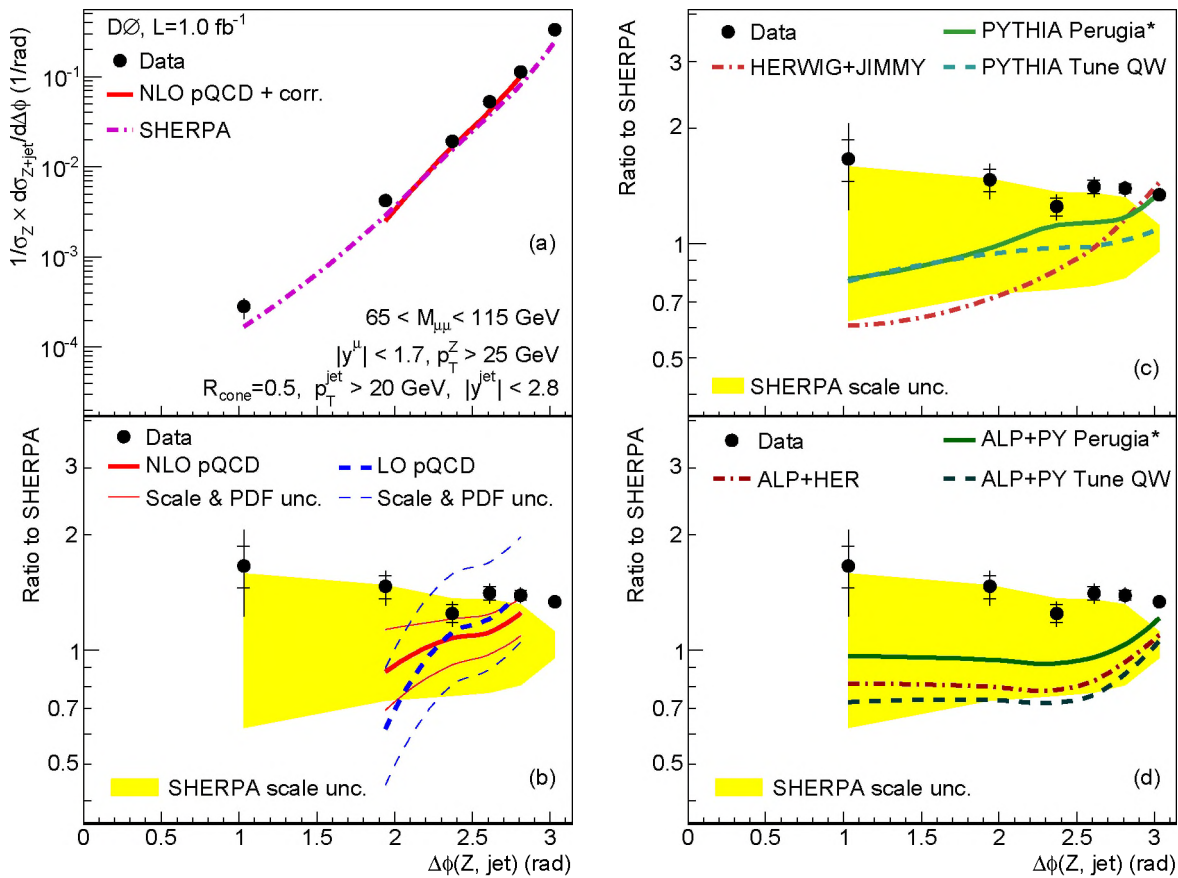 DØ, L=1.0 fb⁻¹
Data
NLO pQCD + corr.
SHERPA
1/σ_Z × dσ_Z+jet/dΔϕ (1/rad)
10⁻¹
10⁻²
10⁻³
10⁻⁴
(a)
65 < M_μμ < 115 GeV
|y^μ| < 1.7, p_T^Z > 25 GeV
R_cone=0.5, p_T^jet > 20 GeV, |y^jet| < 2.8
Data
PYTHIA Perugia*
HERWIG+JIMMY
PYTHIA Tune QW
Ratio to SHERPA
4
2
1
0.7
0.5
(c)
SHERPA scale unc.
Data
NLO pQCD
LO pQCD
Scale & PDF unc.
Scale & PDF unc.
Ratio to SHERPA
2
1
0.7
0.5
(b)
SHERPA scale unc.
0 0.5 1 1.5 2 2.5 3
Δϕ(Z, jet) (rad)
Data
ALP+PY Perugia*
ALP+HER
ALP+PY Tune QW
Ratio to SHERPA
2
1
0.7
0.5
(d)
SHERPA scale unc.
0 0.5 1 1.5 2 2.5 3
Δϕ(Z, jet) (rad)